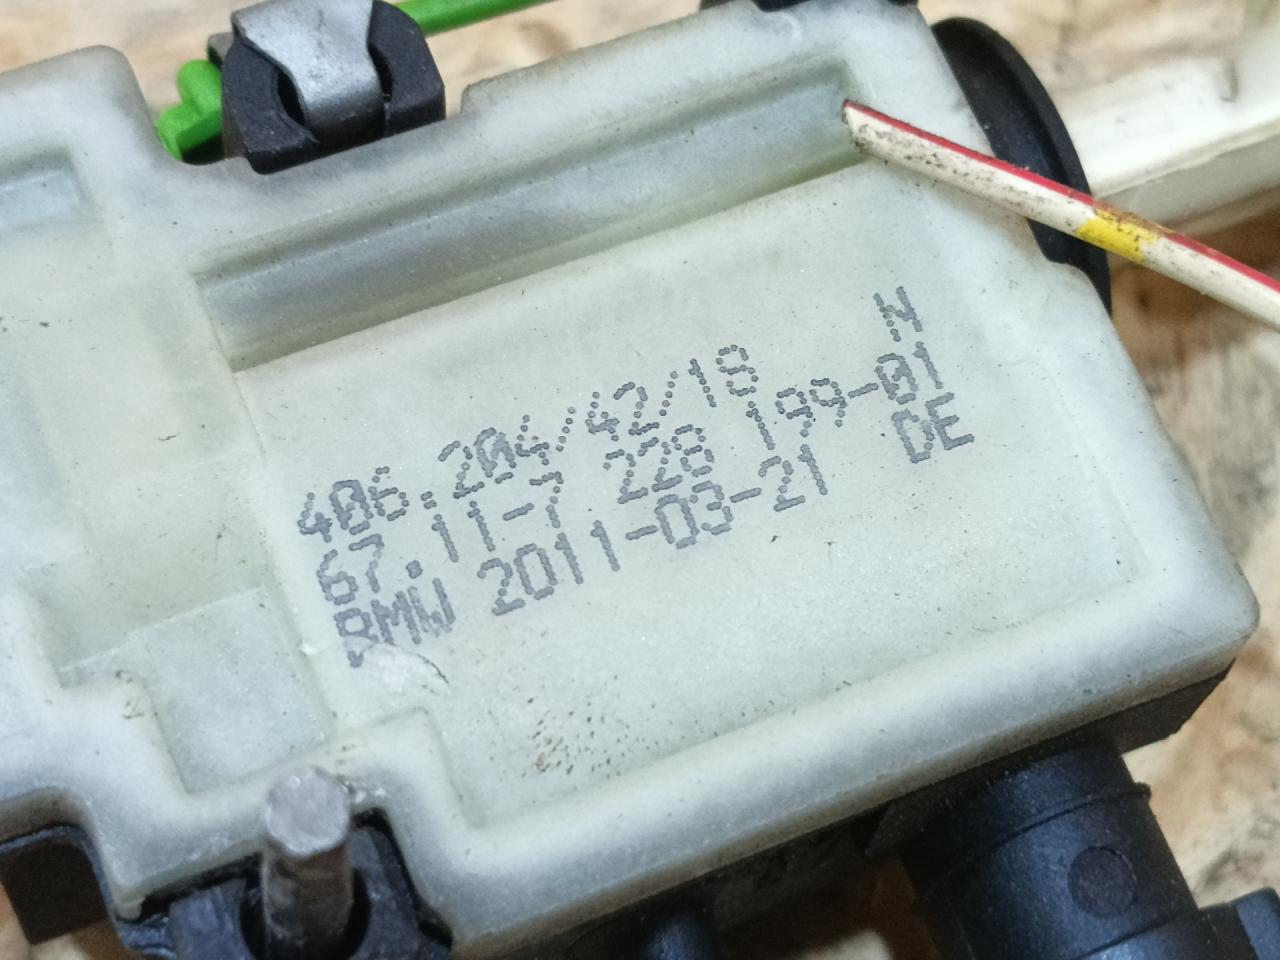 406.204/42/18 N
67.11-7 228 199-01
BMW 2011-03-21 DE